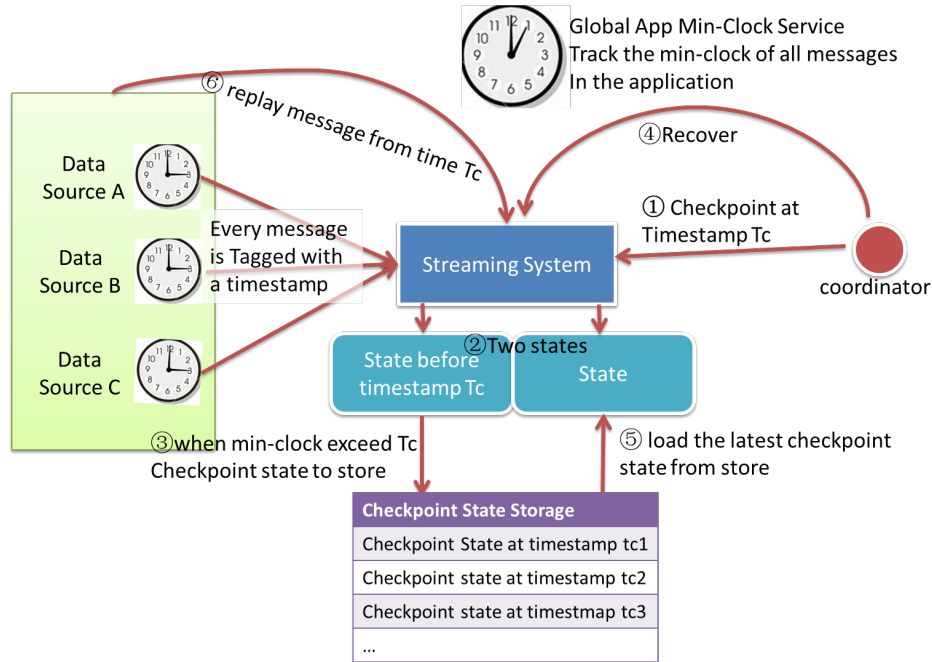 Global App Min-Clock Service
Track the min-clock of all messages
In the application
⑥ replay message from time Tc
④Recover
① Checkpoint at
Timestamp Tc
coordinator
Data
Source A
Data
Source B
Data
Source C
Every message
is Tagged with
a timestamp
Streaming System
②Two states
State before
timestamp Tc
State
③when min-clock exceed Tc
Checkpoint state to store
⑤ load the latest checkpoint
state from store
Checkpoint State Storage
Checkpoint State at timestamp tc1
Checkpoint state at timestamp tc2
Checkpoint state at timestmap tc3
...